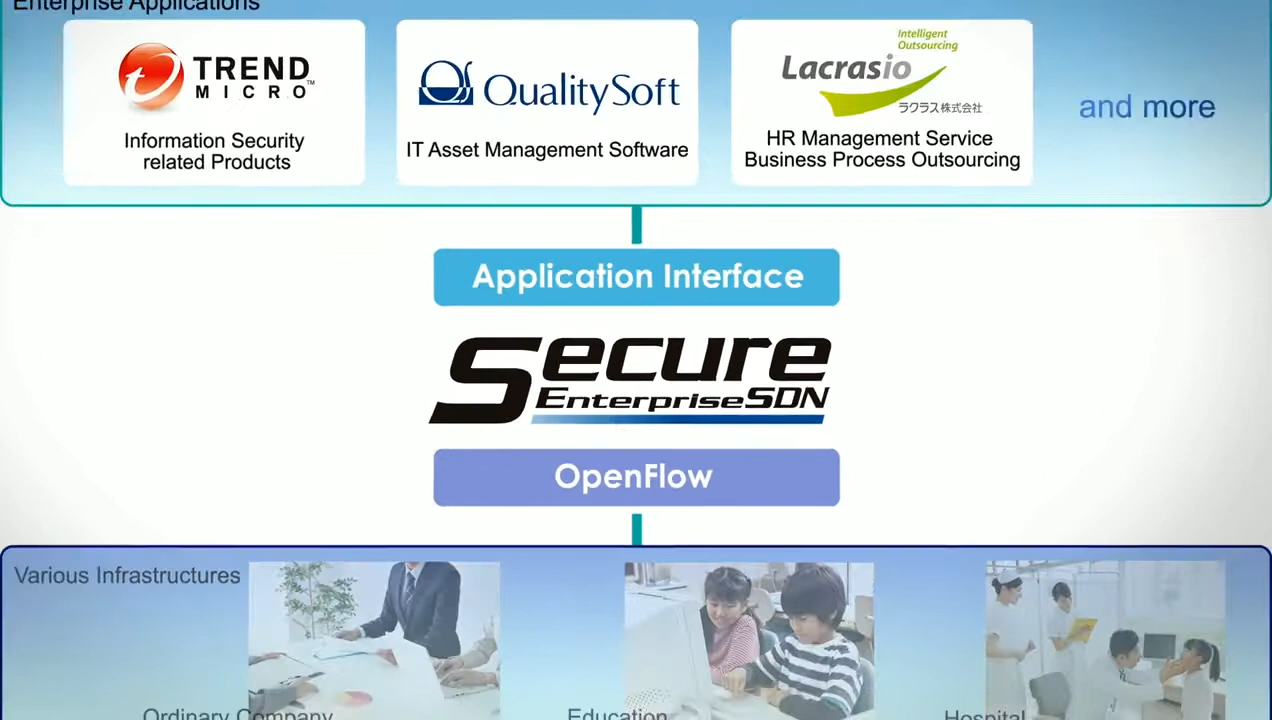 Enterprise Applications
TREND
MICRO™
Information Security
related Products
QualitySoft
IT Asset Management Software
Intelligent
Outsourcing
Lacrasio
ラクラス株式会社
HR Management Service
Business Process Outsourcing
and more
Application Interface
Secure
EnterpriseSDN
OpenFlow
Various Infrastructures
Ordinary Company
Education
Hospital